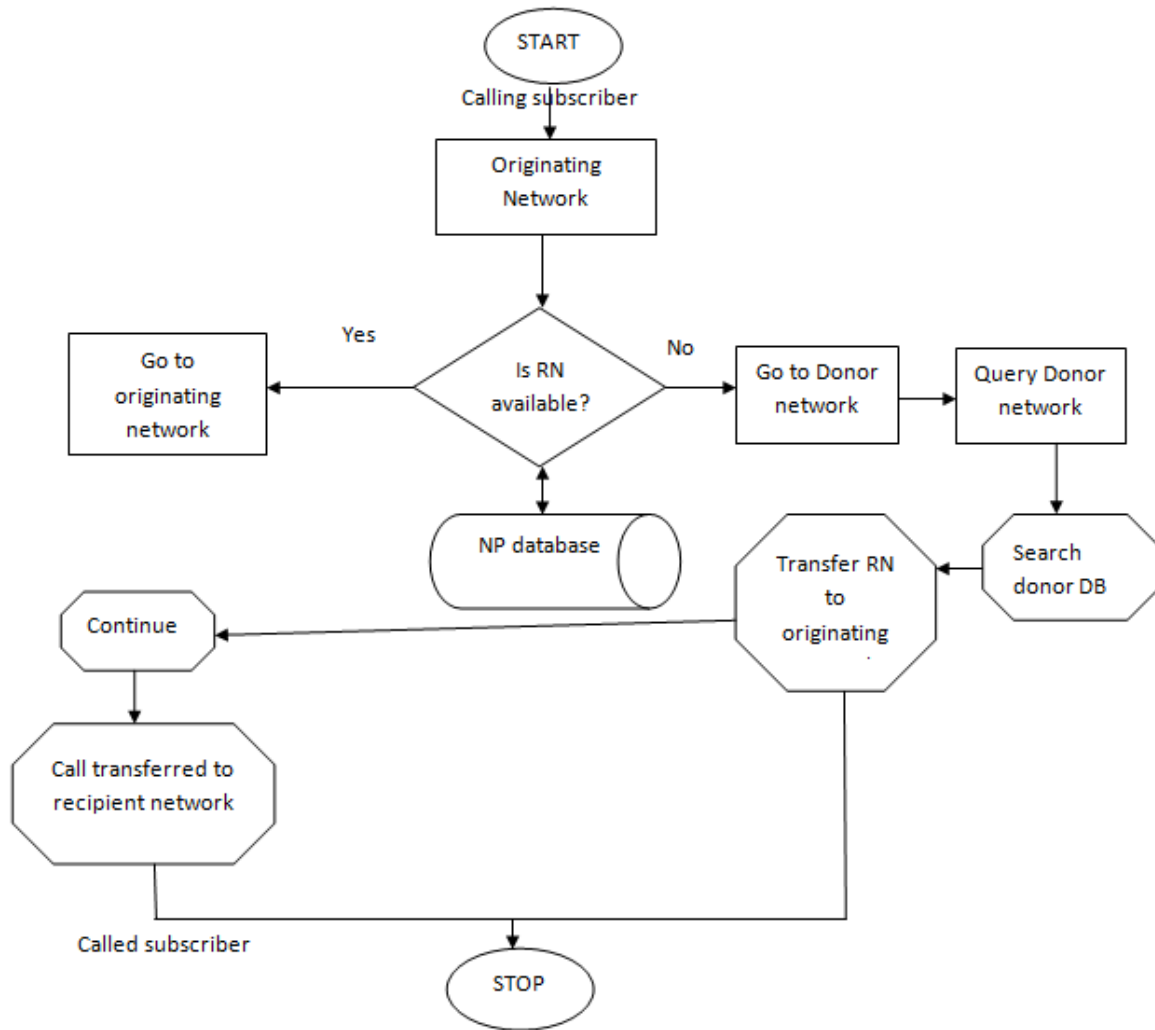 START
Calling subscriber
Originating
Network
Yes
Is RN
available?
No
Go to
originating
network
Go to Donor
network
Query Donor
network
NP database
Search
donor DB
Transfer RN
to
originating
.
Continue
Call transferred to
recipient network
Called subscriber
STOP